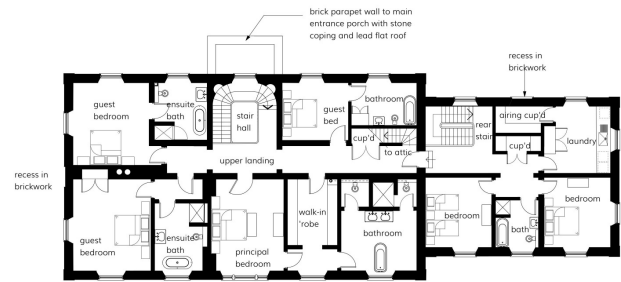 brick parapet wall to main
entrance porch with stone
coping and lead flat roof
recess in
brickwork
guest
bedroom
ensuite
bath
stair
hall
guest
bed
bathroom
cup'd
to attic
rear
stair
airing cup'd
cup'd
laundry
upper landing
recess in
brickwork
guest
bedroom
ensuite
bath
principal
bedroom
walk-in
'robe
bathroom
bedroom
bath
bedroom